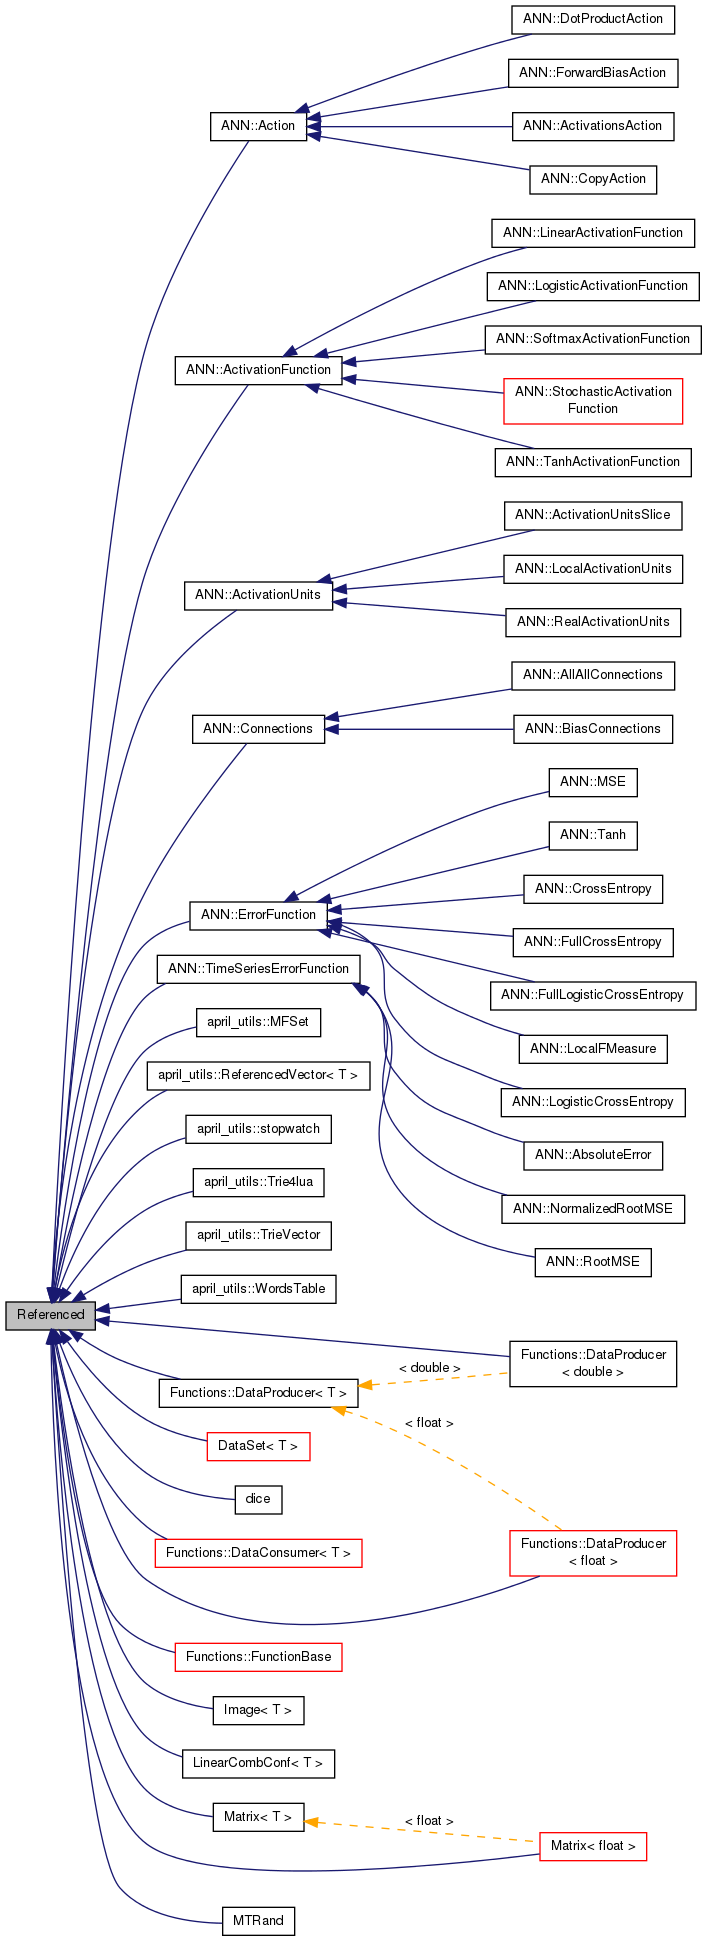 ANN::DotProductAction
ANN::ForwardBiasAction
ANN::Action
ANN::ActivationsAction
ANN::CopyAction
ANN::LinearActivationFunction
ANN::LogisticActivationFunction
ANN::SoftmaxActivationFunction
ANN::ActivationFunction
ANN::StochasticActivation
Function
ANN::TanhActivationFunction
ANN::ActivationUnitsSlice
ANN::LocalActivationUnits
ANN::ActivationUnits
ANN::RealActivationUnits
ANN::AllAllConnections
ANN::Connections
ANN::BiasConnections
ANN::MSE
ANN::Tanh
ANN::CrossEntropy
ANN::ErrorFunction
ANN::FullCrossEntropy
ANN::TimeSeriesErrorFunction
ANN::FullLogisticCrossEntropy
april_utils::MFSet
ANN::LocalFMeasure
april_utils::ReferencedVector< T >
ANN::LogisticCrossEntropy
april_utils::stopwatch
ANN::AbsoluteError
april_utils::Trie4lua
ANN::NormalizedRootMSE
april_utils::TrieVector
ANN::RootMSE
april_utils::WordsTable
Referenced
Functions::DataProducer
< double >
< double >
Functions::DataProducer< T >
< float >
DataSet< T >
dice
Functions::DataProducer
< float >
Functions::DataConsumer< T >
Functions::FunctionBase
Image< T >
LinearCombConf< T >
Matrix< T >
< float >
Matrix< float >
MTRand